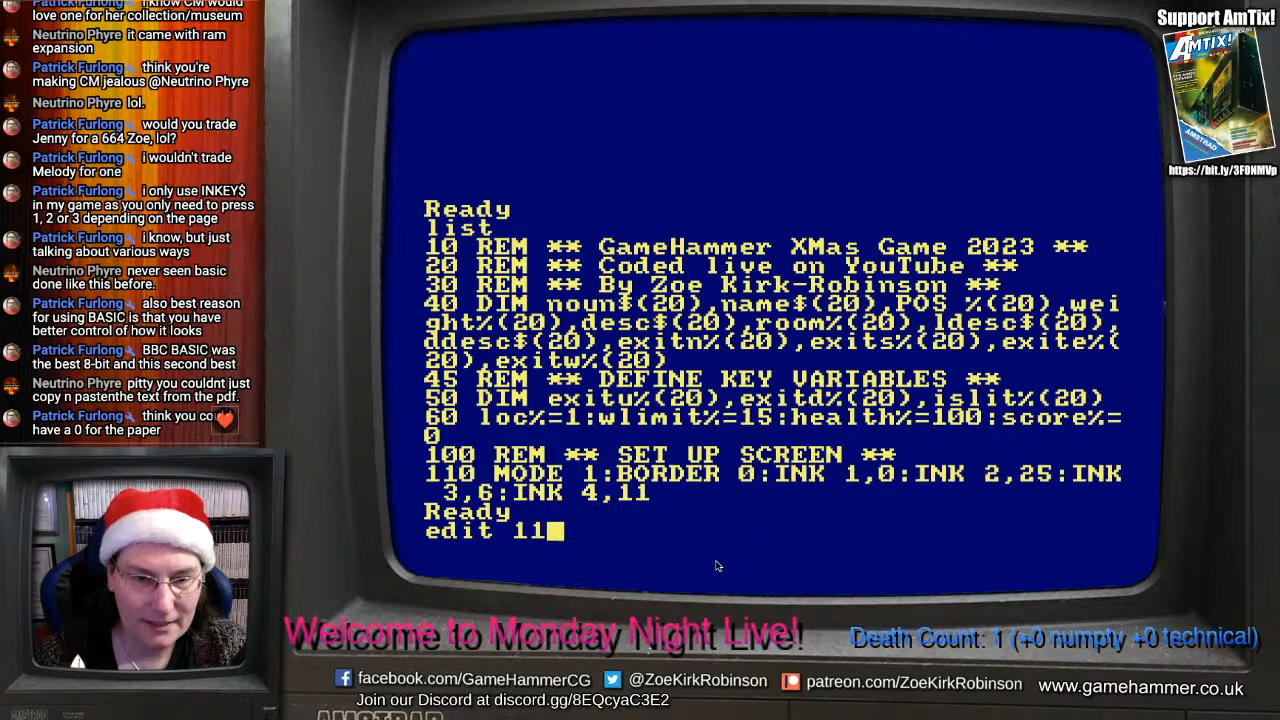 Patrick Furlong I know CM would
love one for her collection/museum
Neutrino Phyre it came with ram
expansion
Patrick Furlong think you're
making CM jealous @Neutrino Phyre
Neutrino Phyre lol.
Patrick Furlong would you trade
Jenny for a 664 Zoe, lol?
Patrick Furlong i wouldn't trade
Melody for one
Patrick Furlong i only use INKEY$
in my game as you only need to press
1, 2 or 3 depending on the page
Patrick Furlong i know, but just
talking about various ways
Neutrino Phyre never seen basic
done like this before.
Patrick Furlong also best reason
for using BASIC is that you have
better control of how it looks
Patrick Furlong BBC BASIC was
the best 8-bit and this second best
Neutrino Phyre pitty you couldnt just
copy n pastenthe text from the pdf.
Patrick Furlong think you co
have a 0 for the paper
Ready
list
10 REM ** GameHammer XMas Game 2023 **
20 REM ** Coded live on YouTube **
30 REM ** By Zoe Kirk-Robinson **
40 DIM noun$(20),name$(20),POS %(20),wei
ght%(20),desc$(20),room%(20),ldesc$(20),
ddesc$(20),exitn%(20),exits%(20),exite%(
20),exitw%(20)
45 REM ** DEFINE KEY VARIABLES **
50 DIM exitu%(20),exitd%(20),islit%(20)
60 loc%=1:wlimit%=15:health%=100:score%=
0
100 REM ** SET UP SCREEN **
110 MODE 1:BORDER 0:INK 1,0:INK 2,25:INK
3,6:INK 4,11
Ready
edit 11
Support AmTix!
AMTIX!
AMSTRAD
https://bit.ly/3FONMVp
Welcome to Monday Night Live!
Death Count: 1 (+0 numpty +0 technical)
facebook.com/GameHammerCG @ZoeKirkRobinson patreon.com/ZoeKirkRobinson www.gamehammer.co.uk
Join our Discord at discord.gg/8EQcyaC3E2
AMSTRAD